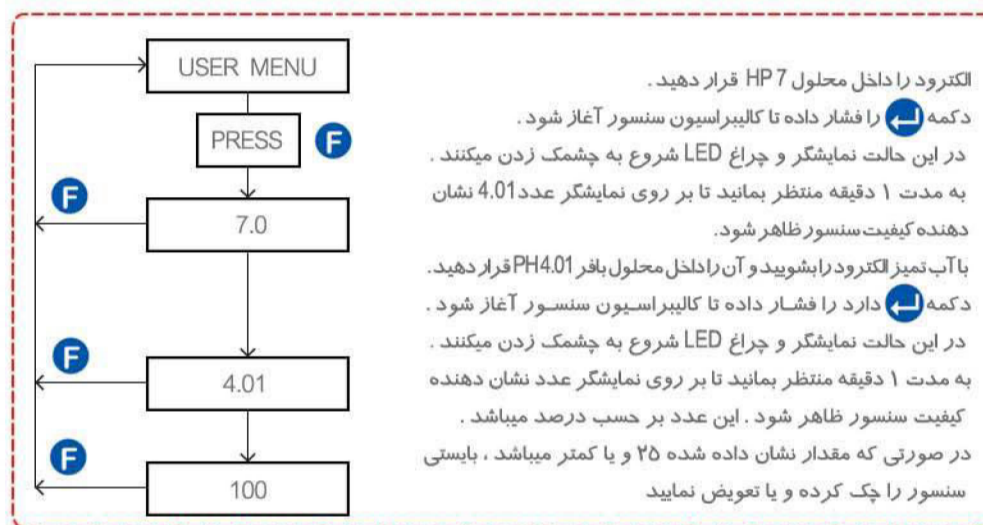 USER MENU
PRESS
F
F
7.0
F
4.01
F
100
الکترود را داخل محلول HP 7 قرار دهید .
دکمه را فشار داده تا کالیبراسیون سنسور آغاز شود .
در این حالت نمایشگر و چراغ LED شروع به چشمک زدن میکنند .
به مدت ۱ دقیقه منتظر بمانید تا بر روی نمایشگر عدد4.01 نشان
دهنده کیفیت سنسور ظاهر شود.
با آب تمیز الکترود را بشویید و آن را داخل محلول بافر PH4.01 قرار دهید.
دکمه دارد را فشار داده تا کالیبراسیون سنسور آغاز شود .
در این حالت نمایشگر و چراغ LED شروع به چشمک زدن میکنند .
به مدت ۱ دقیقه منتظر بمانید تا بر روی نمایشگر عدد نشان دهنده
کیفیت سنسور ظاهر شود . این عدد بر حسب درصد میباشد .
در صورتی که مقدار نشان داده شده ۲۵ و یا کمتر میباشد ، بایستی
سنسور را چک کرده و یا تعویض نمایید